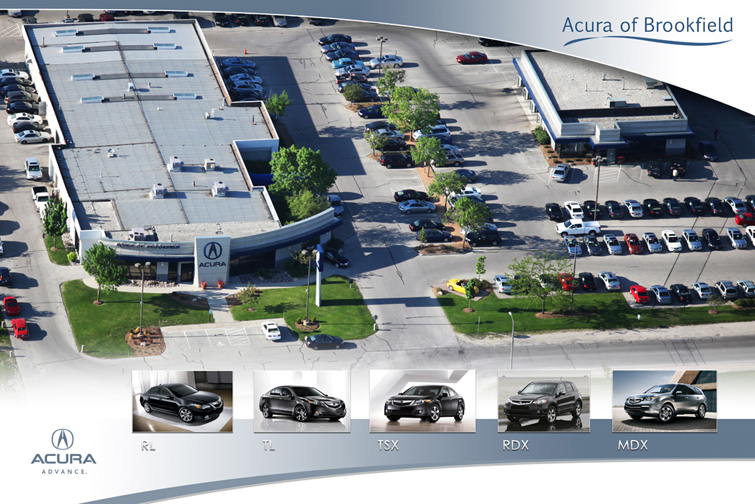 Acura of Brookfield
ACURA
RL
TL
TSX
RDX
MDX
ACURA
ADVANCE.